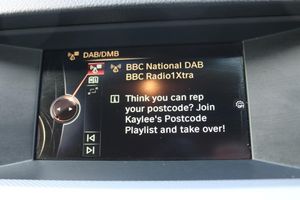 DAB/DMB
BBC National DAB
BBC Radio1Xtra
Think you can rep
your postcode? Join
Kaylee's Postcode
Playlist and take over!